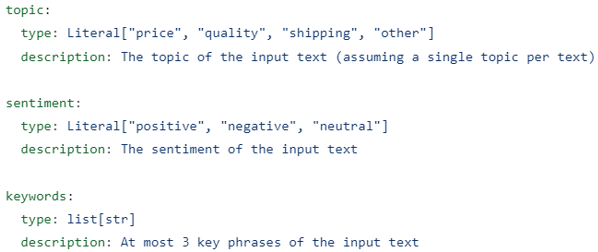 topic:
  type: Literal["price", "quality", "shipping", "other"]
  description: The topic of the input text (assuming a single topic per text)

sentiment:
  type: Literal["positive", "negative", "neutral"]
  description: The sentiment of the input text

keywords:
  type: list[str]
  description: At most 3 key phrases of the input text